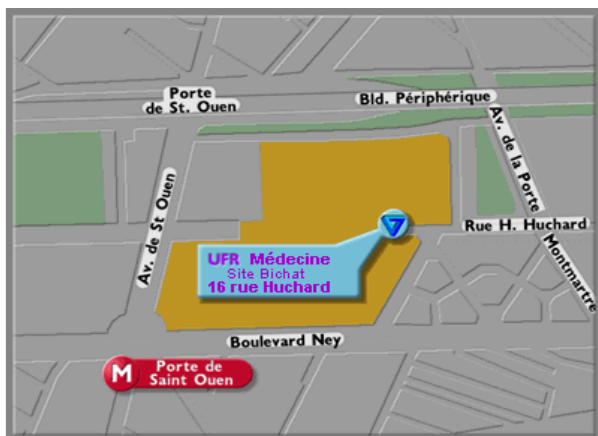 Porte
de St. Ouen
Bld. Périphérique
Av. de la Porte
Montmartre
Av. de St Ouen
Rue H. Huchard
UFR Médecine
Site Bichat
16 rue Huchard
Boulevard Ney
M
Porte de
Saint Ouen